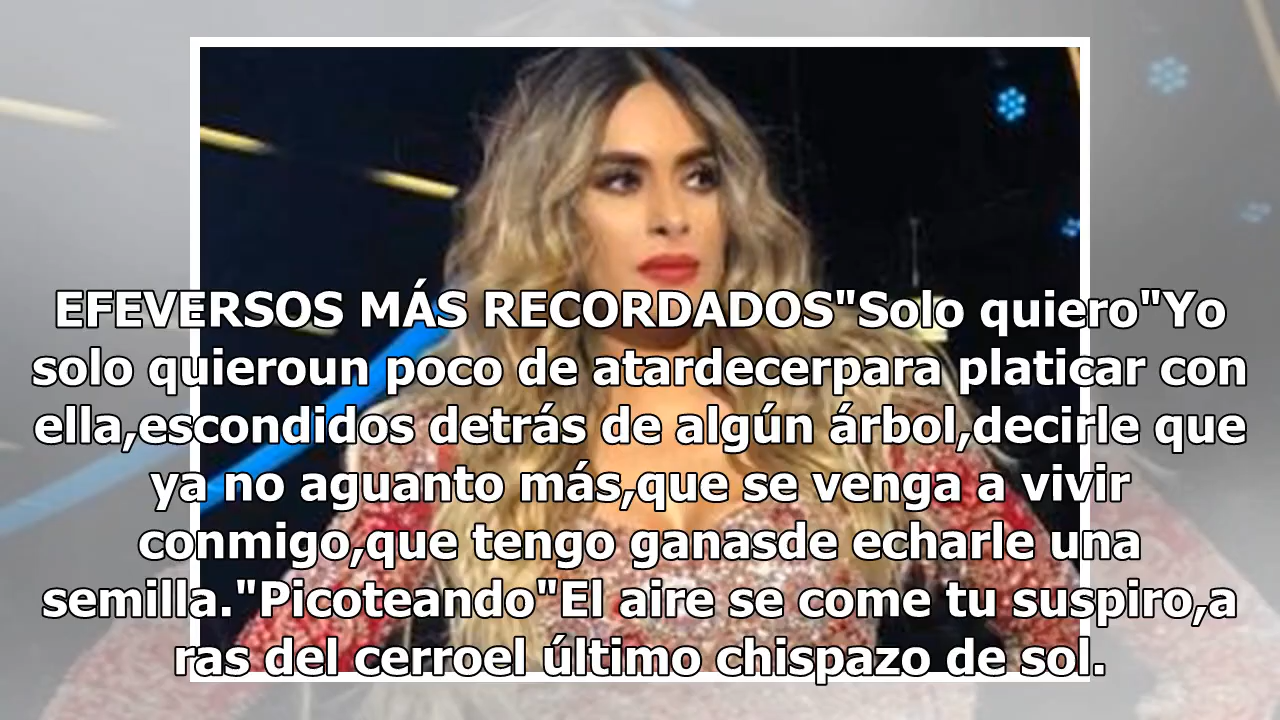 EFEVERSOS MÁS RECORDADOS"Solo quiero"Yo
solo quieroun poco de atardecerpara platicar con
ella,escondidos detrás de algún árbol,decirle que
ya no aguanto más,que se venga a vivir
conmigo,que tengo ganasde echarle una
semilla."Picoteando"El aire se come tu suspiro,a
ras del cerroel último chispazo de sol.